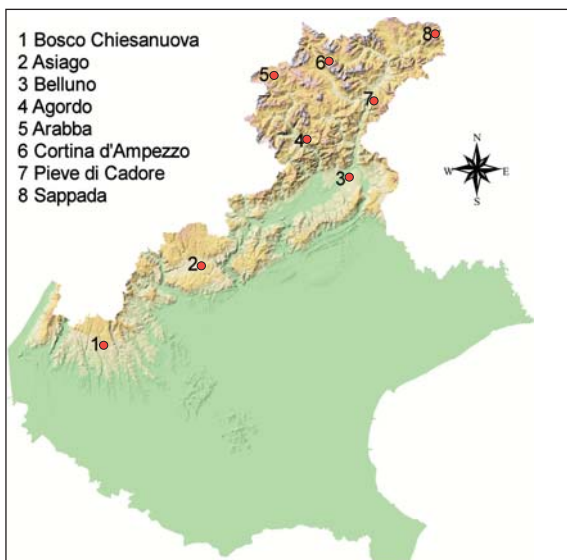 1 Bosco Chiesanuova
2 Asiago
3 Belluno
4 Agordo
5 Arabba
6 Cortina d'Ampezzo
7 Pieve di Cadore
8 Sappada
8
6
5
7
4
N
W E
S
3
2
1